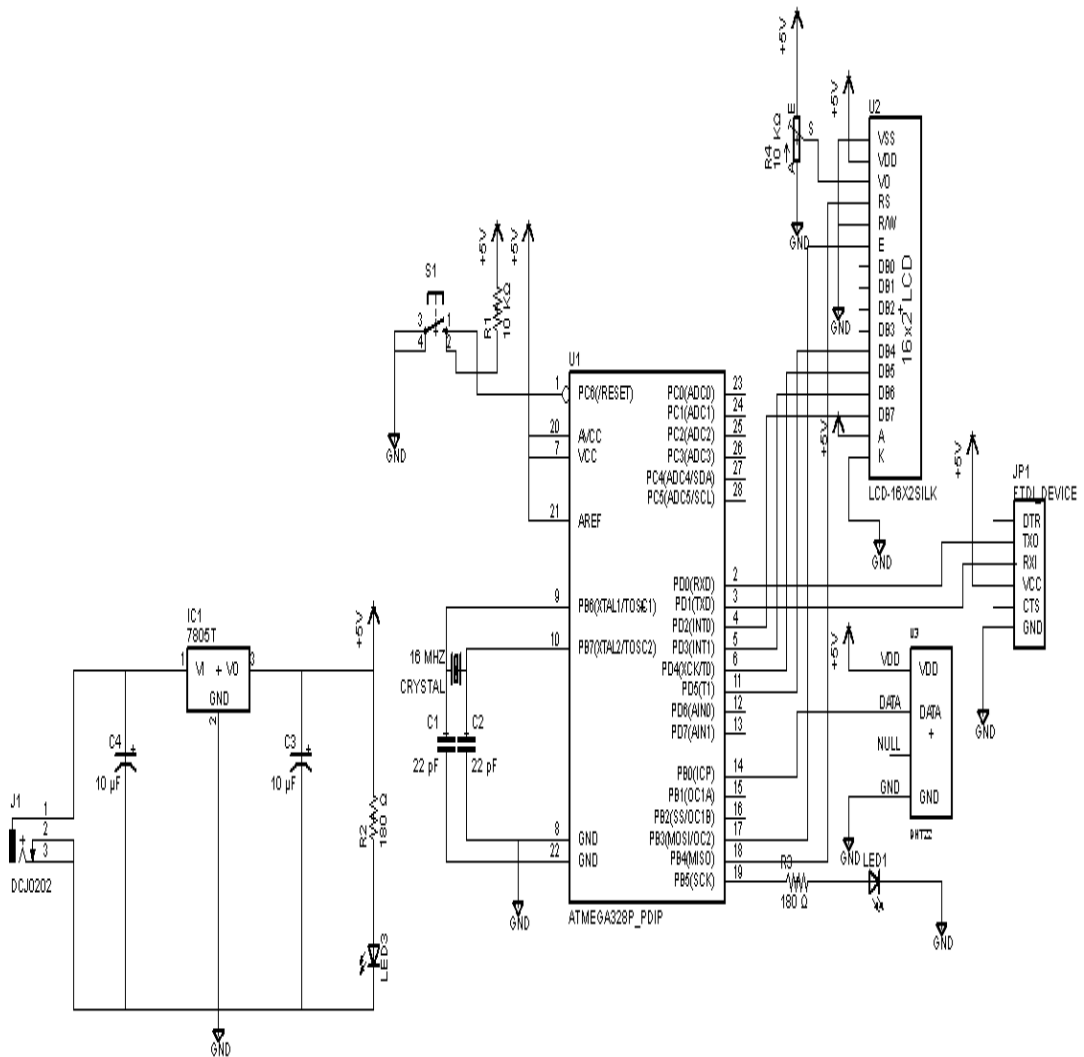 +5V
+5V
U2
E
S
R4
10 KΩ
A
GND
VSS
VDD
V0
RS
R/W
E
DB0
DB1
DB2
DB3
DB4
DB5
DB6
DB7
A
K
+
16x2 LCD
LCD-16X2SILK
GND
+5V
GND
+5V
+5V
S1
3
1
4
2
R1
10 KΩ
GND
U1
1
PC6(/RESET)
20
AVCC
7
VCC
21
AREF
9
PB6(XTAL1/TOSC1)
10
PB7(XTAL2/TOSC2)
8
GND
22
GND
PC0(ADC0)
23
PC1(ADC1)
24
PC2(ADC2)
25
PC3(ADC3)
26
PC4(ADC4/SDA)
27
PC5(ADC5/SCL)
28
PD0(RXD)
2
PD1(TXD)
3
PD2(INT0)
4
PD3(INT1)
5
PD4(XCK/T0)
6
PD5(T1)
11
PD6(AIN0)
12
PD7(AIN1)
13
PB0(ICP)
14
PB1(OC1A)
15
PB2(SS/OC1B)
16
PB3(MOSI/OC2)
17
PB4(MISO)
18
PB5(SCK)
19
ATMEGA328P_PDIP
16 MHZ
CRYSTAL
C1
C2
22 pF
22 pF
GND
JP1
FTDI_DEVICE
DTR
TXO
RXI
VCC
CTS
GND
+5V
GND
U3
+5V
VDD
VDD
DATA
DATA
+
NULL
GND
GND
DHT22
GND
R3
180 Ω
LED1
GND
IC1
7805T
1
VI
+
VO
3
GND
2
+5V
C4
10 µF
C3
10 µF
R2
180 Ω
LED3
J1
1
2
3
DCJ0202
GND